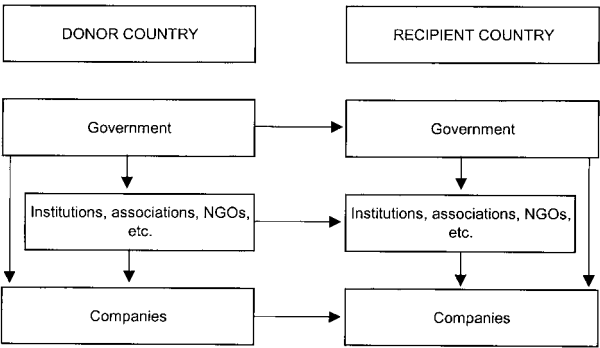 DONOR COUNTRY
RECIPIENT COUNTRY
Government
Government
Institutions, associations, NGOs,
etc.
Institutions, associations, NGOs,
etc.
Companies
Companies